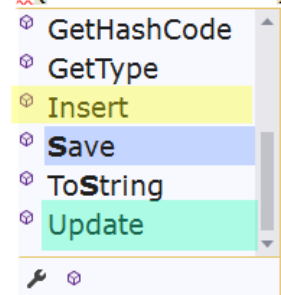 GetHashCode
GetType
Insert
Save
ToString
Update